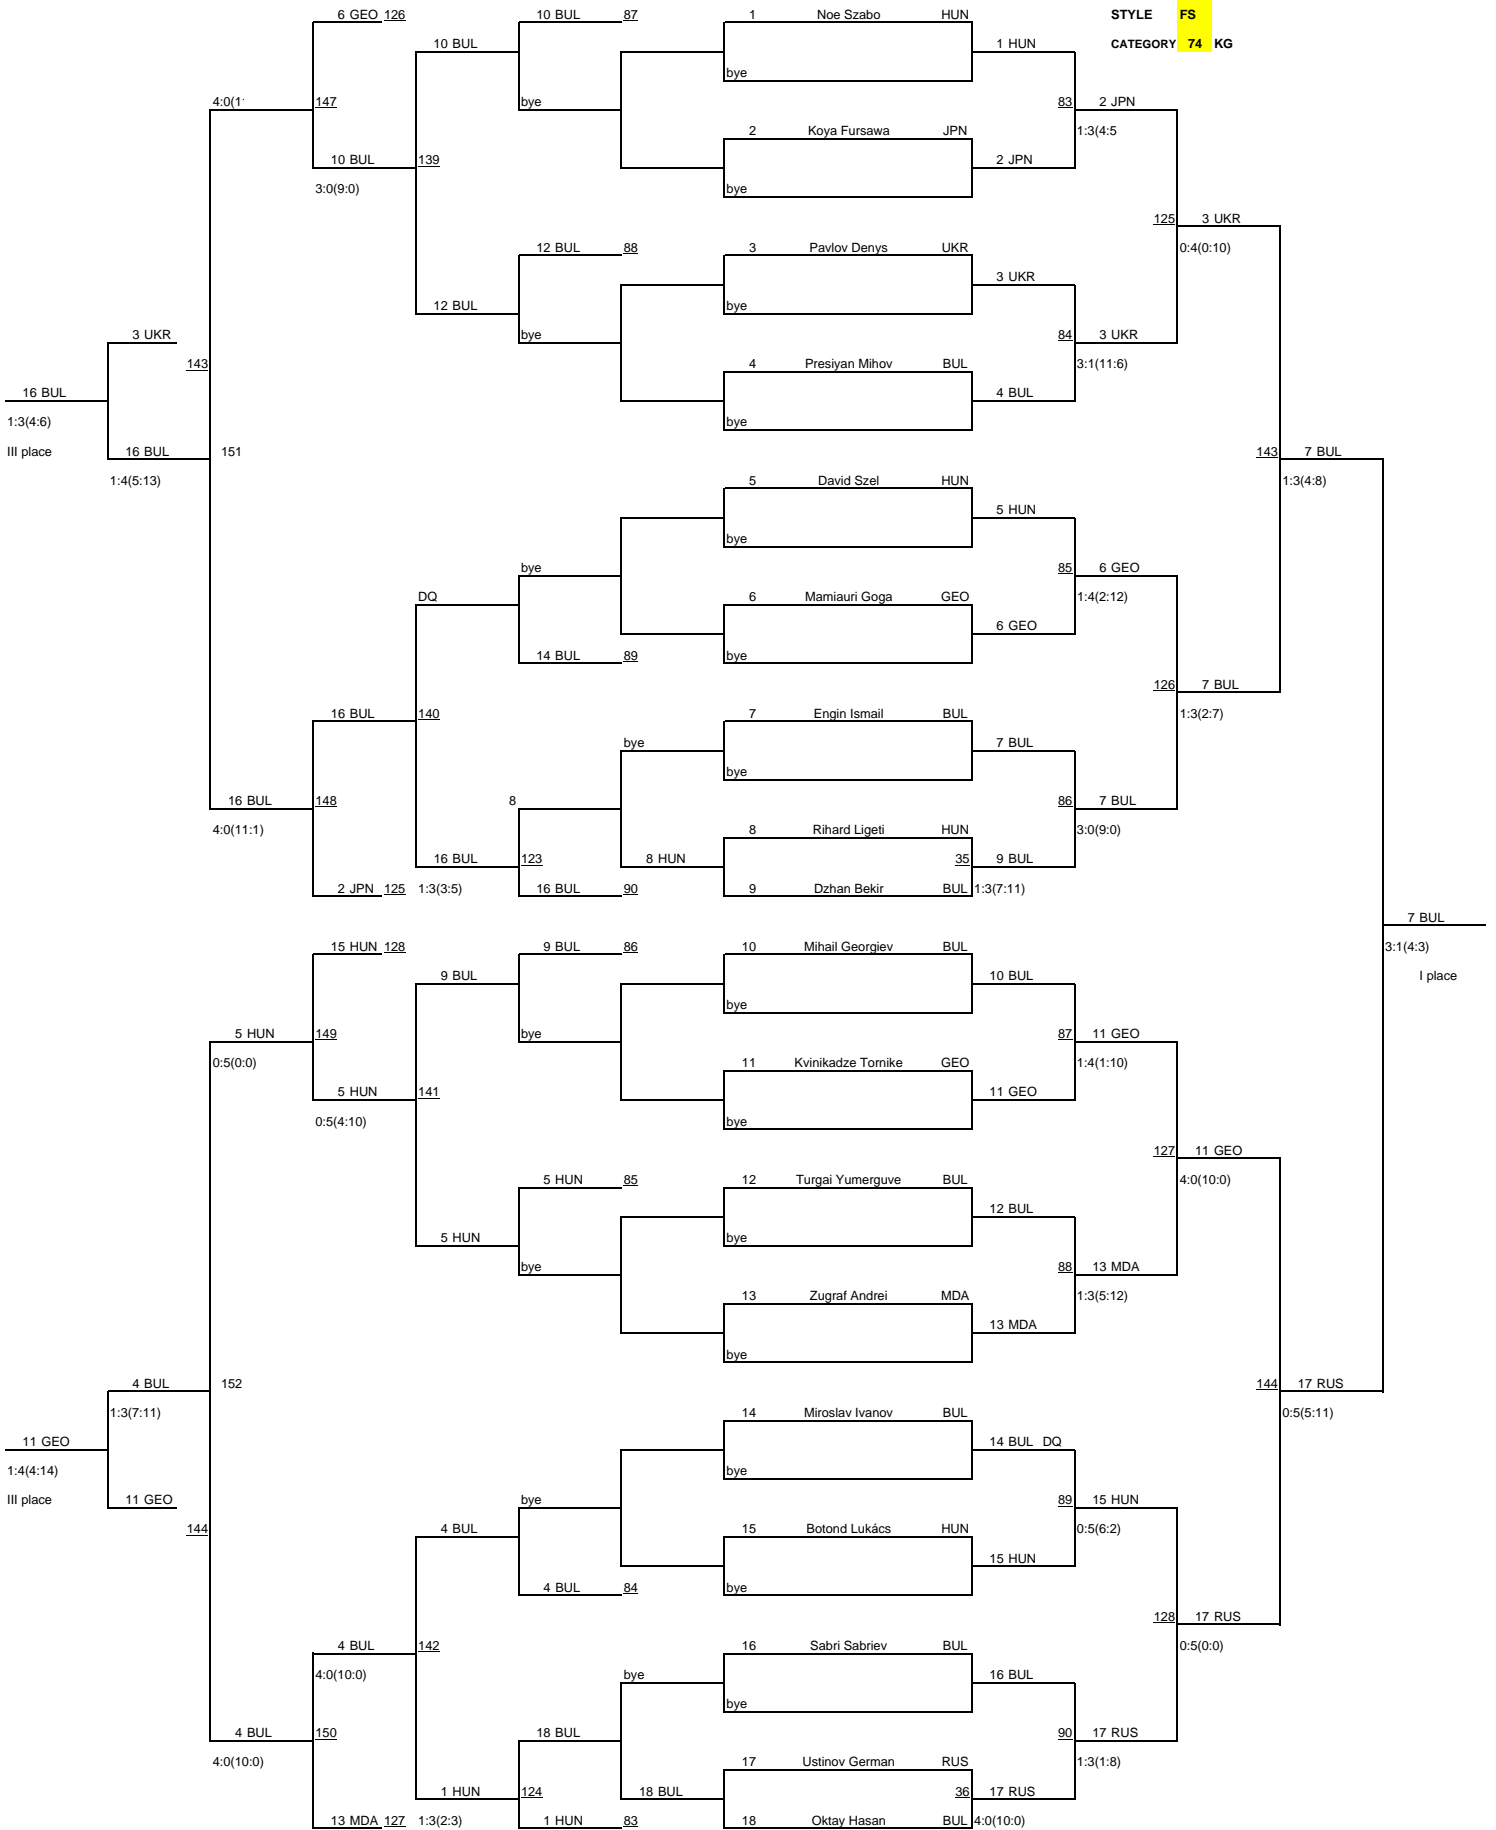 6 GEO 126 10 BUL 87 1 Noe Szabo HUN STYLE FS
10 BUL 1 HUN CATEGORY 74 KG
bye
4:0(1 147 bye 83 2 JPN
2 Koya Fursawa JPN 1:3(4:5
10 BUL 139 2 JPN
3:0(9:0) bye
125 3 UKR
12 BUL 88 3 Pavlov Denys UKR 0:4(0:10)
3 UKR
12 BUL bye
3 UKR bye 84 3 UKR
143 4 Presiyan Mihov BUL 3:1(11:6)
16 BUL 4 BUL
1:3(4:6) bye
III place 16 BUL 151 143 7 BUL
1:4(5:13) 5 David Szel HUN 1:3(4:8)
5 HUN
bye
bye 85 6 GEO
DQ 6 Mamiauri Goga GEO 1:4(2:12)
6 GEO
14 BUL 89 bye
126 7 BUL
16 BUL 140 7 Engin Ismail BUL 1:3(2:7)
bye 7 BUL
bye
16 BUL 148 8 86 7 BUL
4:0(11:1) 8 Rihard Ligeti HUN 3:0(9:0)
16 BUL 123 8 HUN 35 9 BUL
2 JPN 125 1:3(3:5) 16 BUL 90 9 Dzhan Bekir BUL 1:3(7:11)
7 BUL
15 HUN 128 9 BUL 86 10 Mihail Georgiev BUL 3:1(4:3)
9 BUL 10 BUL I place
bye
5 HUN 149 bye 87 11 GEO
0:5(0:0) 11 Kvinikadze Tornike GEO 1:4(1:10)
5 HUN 141 11 GEO
0:5(4:10) bye
127 11 GEO
5 HUN 85 12 Turgai Yumerguve BUL 4:0(10:0)
12 BUL
5 HUN bye
bye 88 13 MDA
13 Zugraf Andrei MDA 1:3(5:12)
13 MDA
bye
4 BUL 152 144 17 RUS
1:3(7:11) 14 Miroslav Ivanov BUL 0:5(5:11)
11 GEO 14 BUL DQ
1:4(4:14) bye
III place 11 GEO bye 89 15 HUN
144 4 BUL 15 Botond Lukács HUN 0:5(6:2)
15 HUN
4 BUL 84 bye
128 17 RUS
4 BUL 142 16 Sabri Sabriev BUL 0:5(0:0)
4:0(10:0) bye 16 BUL
bye
4 BUL 150 18 BUL 90 17 RUS
4:0(10:0) 17 Ustinov German RUS 1:3(1:8)
1 HUN 124 18 BUL 36 17 RUS
13 MDA 127 1:3(2:3) 1 HUN 83 18 Oktay Hasan BUL 4:0(10:0)